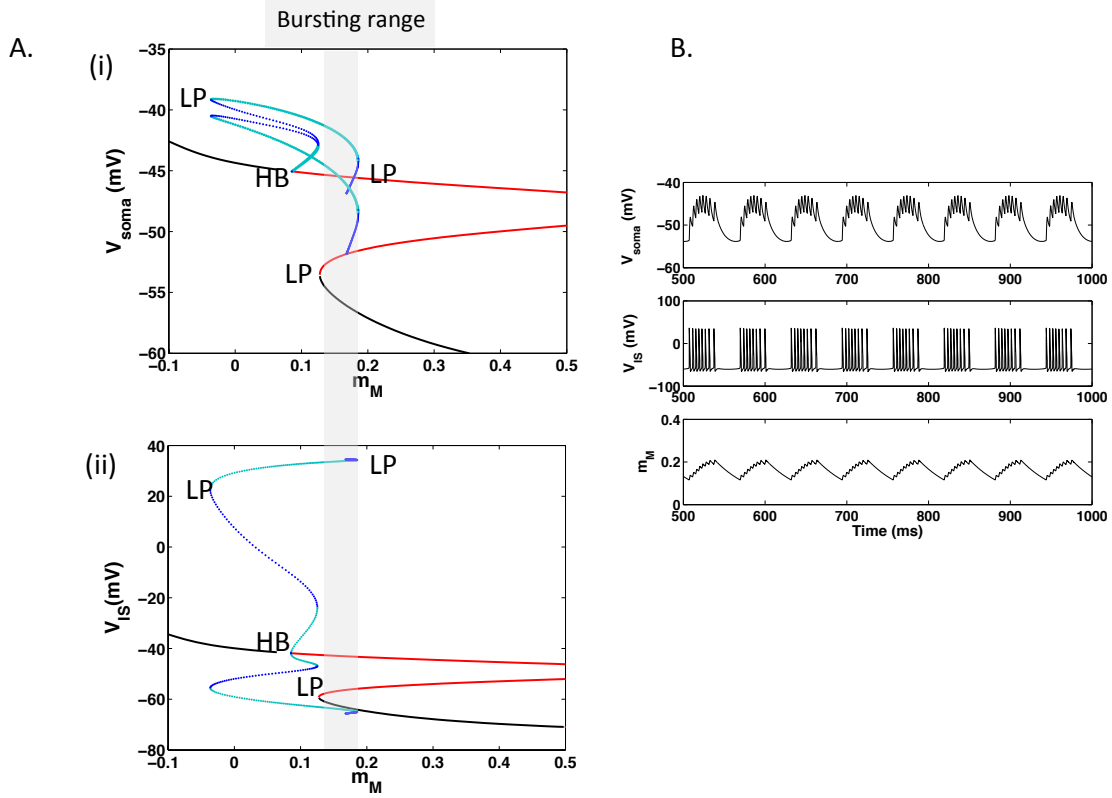 Bursting range
A.
(i)
−35
−40
−45
−50
−55
−60
V_soma (mV)
LP
HB
LP
LP
−0.1 0 0.1 0.2 0.3 0.4 0.5
m_M
(ii)
40
20
0
−20
−40
−60
−80
V_IS (mV)
LP
LP
HB
LP
−0.1 0 0.1 0.2 0.3 0.4 0.5
m_M
B.
−40
−50
−60
V_soma (mV)
500 600 700 800 900 1000
100
0
−100
V_IS (mV)
500 600 700 800 900 1000
0.4
0.2
0
m_M
500 600 700 800 900 1000
Time (ms)